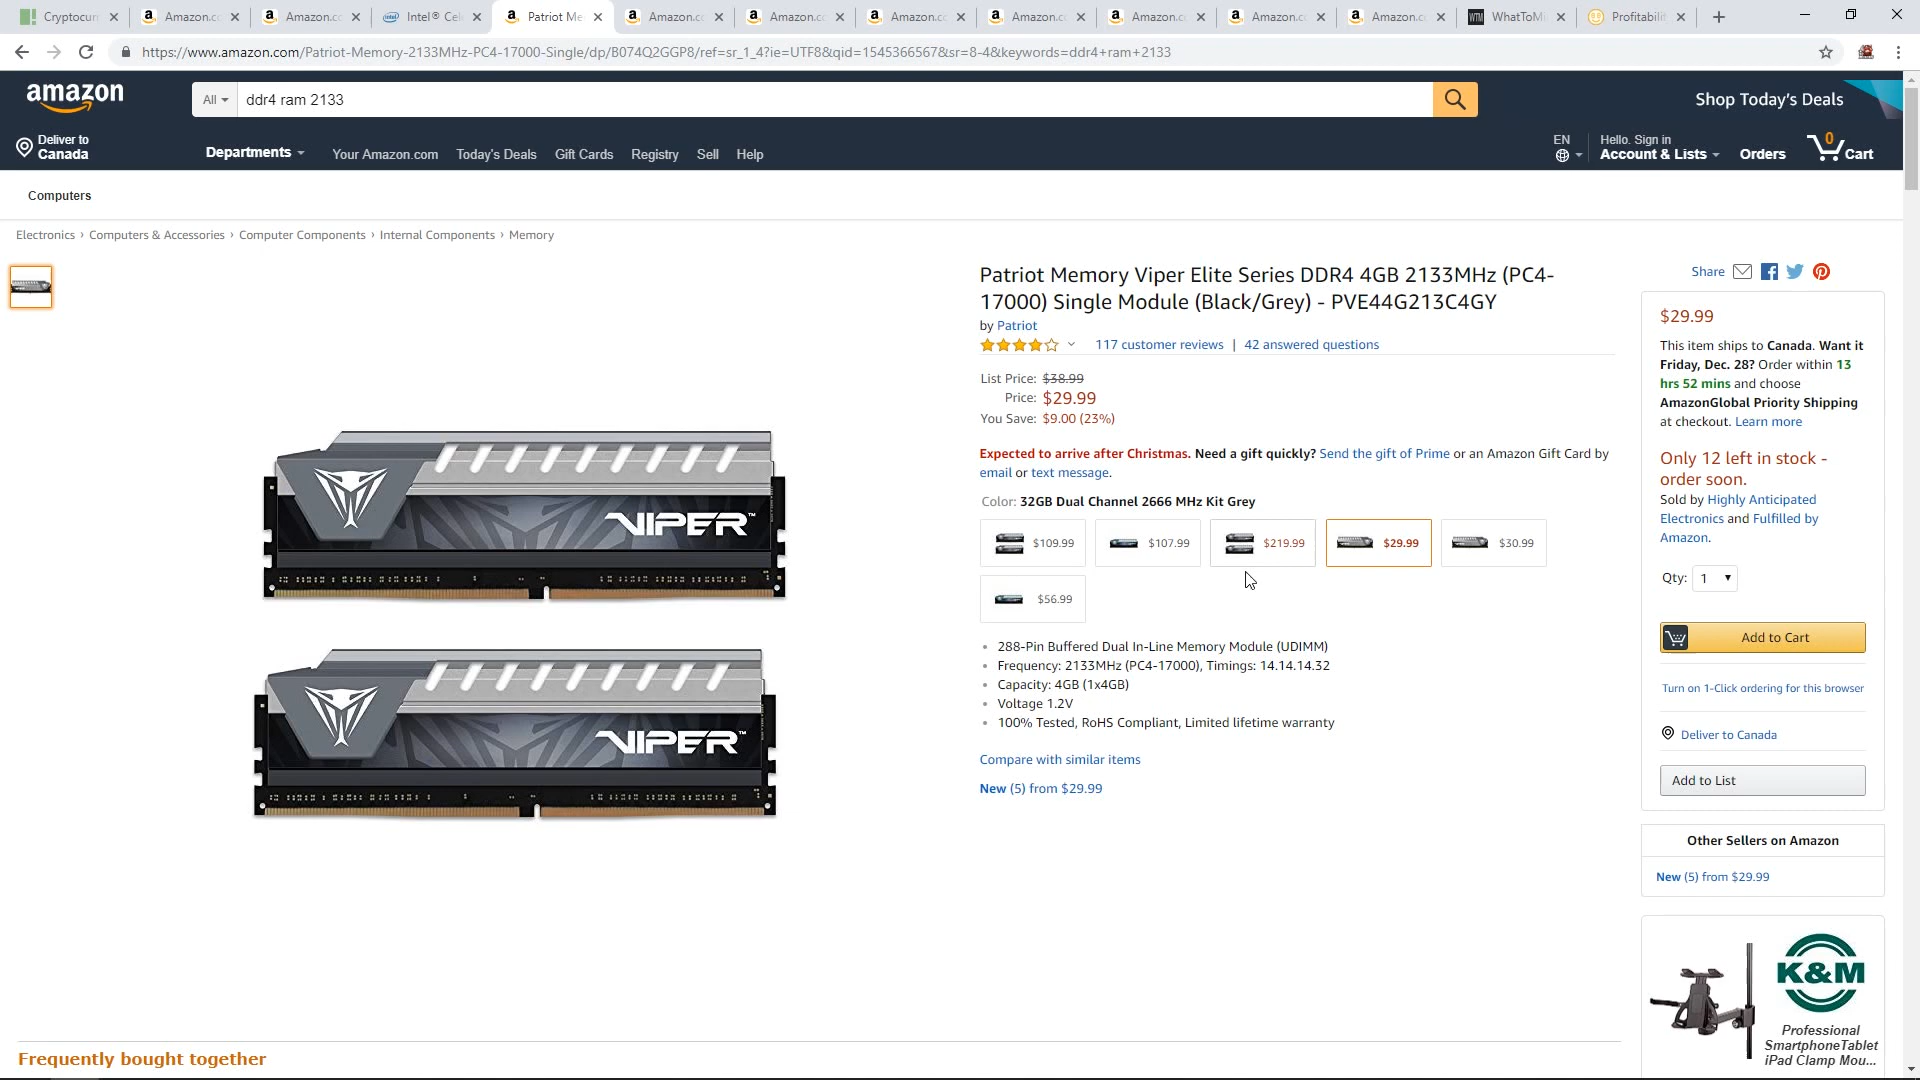 Cryptocur
Amazon.c
Amazon.c
Intel® Cel
Patriot Me
Amazon.c
Amazon.c
Amazon.c
Amazon.c
Amazon.c
Amazon.c
Amazon.c
WhatToMi
Profitabilit
https://www.amazon.com/Patriot-Memory-2133MHz-PC4-17000-Single/dp/B074Q2GGP8/ref=sr_1_4?ie=UTF8&qid=1545366567&sr=8-4&keywords=ddr4+ram+2133
amazon
All
ddr4 ram 2133
Shop Today's Deals
Deliver to
Canada
Departments
Your Amazon.com
Today's Deals
Gift Cards
Registry
Sell
Help
EN
Hello. Sign in
Account & Lists
Orders
0
Cart
Computers
Electronics › Computers & Accessories › Computer Components › Internal Components › Memory
Patriot Memory Viper Elite Series DDR4 4GB 2133MHz (PC4-
17000) Single Module (Black/Grey) - PVE44G213C4GY
by Patriot
117 customer reviews | 42 answered questions
List Price: $38.99
Price: $29.99
You Save: $9.00 (23%)
Expected to arrive after Christmas. Need a gift quickly? Send the gift of Prime or an Amazon Gift Card by
email or text message.
Color: 32GB Dual Channel 2666 MHz Kit Grey
$109.99
$107.99
$219.99
$29.99
$30.99
$56.99
• 288-Pin Buffered Dual In-Line Memory Module (UDIMM)
• Frequency: 2133MHz (PC4-17000), Timings: 14.14.14.32
• Capacity: 4GB (1x4GB)
• Voltage 1.2V
• 100% Tested, RoHS Compliant, Limited lifetime warranty
Compare with similar items
New (5) from $29.99
VIPER™
VIPER™
Share
$29.99
This item ships to Canada. Want it
Friday, Dec. 28? Order within 13
hrs 52 mins and choose
AmazonGlobal Priority Shipping
at checkout. Learn more
Only 12 left in stock -
order soon.
Sold by Highly Anticipated
Electronics and Fulfilled by
Amazon.
Qty: 1
Add to Cart
Turn on 1-Click ordering for this browser
Deliver to Canada
Add to List
Other Sellers on Amazon
New (5) from $29.99
K&M
Professional
SmartphoneTablet
iPad Clamp Mou...
Frequently bought together